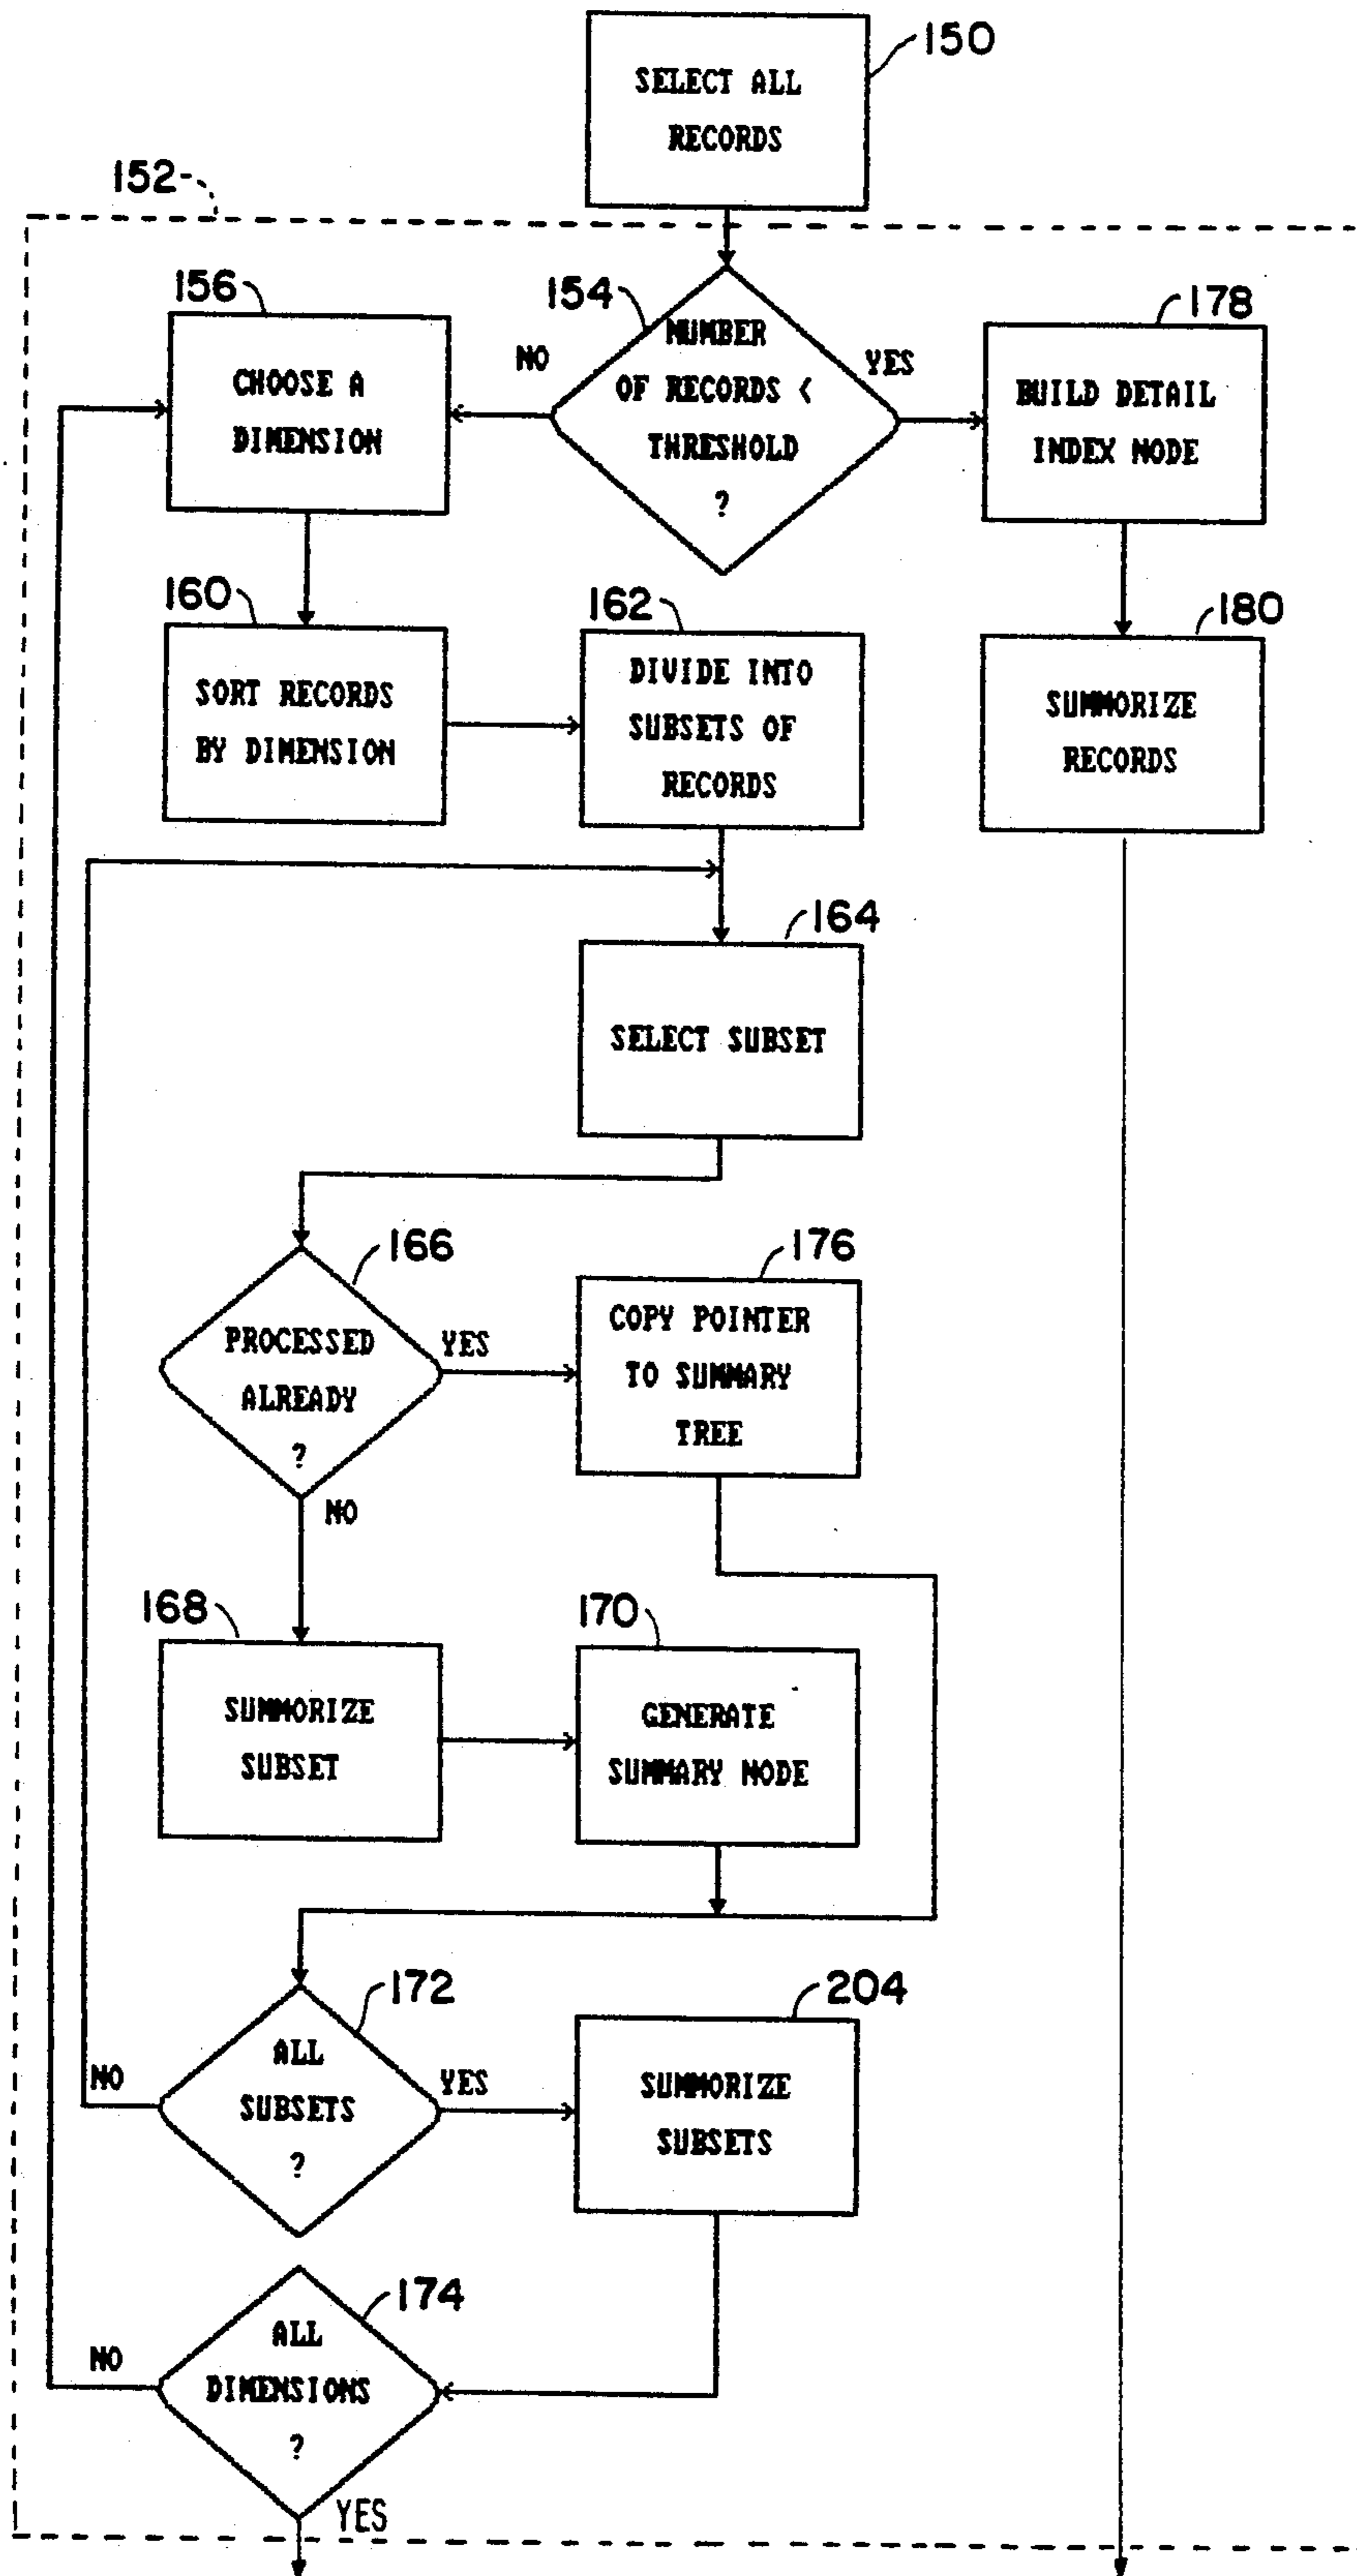 150
SELECT ALL
RECORDS
152
156
154
178
NUMBER
OF RECORDS <
THRESHOLD
?
NO
YES
CHOOSE A
DIMENSION
BUILD DETAIL
INDEX NODE
160
162
180
SORT RECORDS
BY DIMENSION
DIVIDE INTO
SUBSETS OF
RECORDS
SUMMORIZE
RECORDS
164
SELECT SUBSET
166
176
PROCESSED
ALREADY
?
YES
COPY POINTER
TO SUMMARY
TREE
NO
168
170
SUMMORIZE
SUBSET
GENERATE
SUMMARY NODE
172
204
ALL
SUBSETS
?
NO
YES
SUMMORIZE
SUBSETS
174
ALL
DIMENSIONS
?
NO
YES